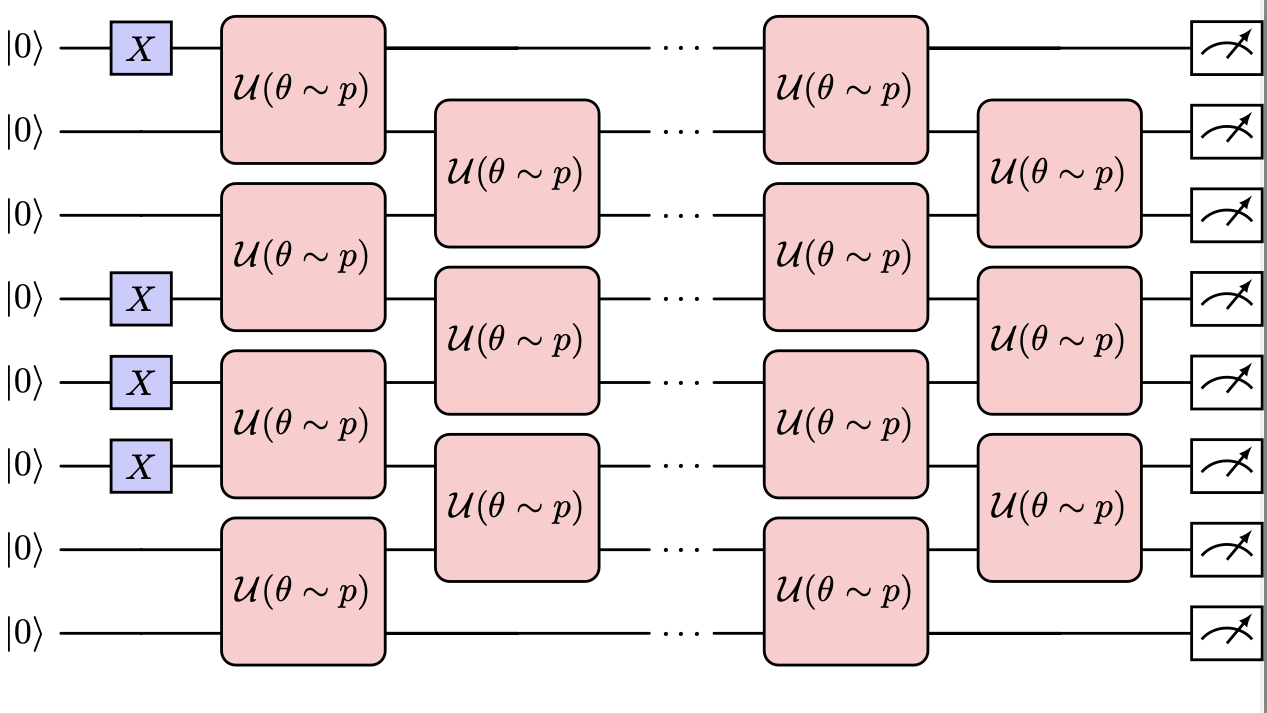 |0⟩ X 𝒰(θ ∼ p) ··· 𝒰(θ ∼ p)
|0⟩ 𝒰(θ ∼ p) ··· 𝒰(θ ∼ p)
|0⟩ 𝒰(θ ∼ p) ··· 𝒰(θ ∼ p)
|0⟩ X 𝒰(θ ∼ p) ··· 𝒰(θ ∼ p)
|0⟩ X 𝒰(θ ∼ p) ··· 𝒰(θ ∼ p)
|0⟩ X 𝒰(θ ∼ p) ··· 𝒰(θ ∼ p)
|0⟩ 𝒰(θ ∼ p) ··· 𝒰(θ ∼ p)
|0⟩ ···